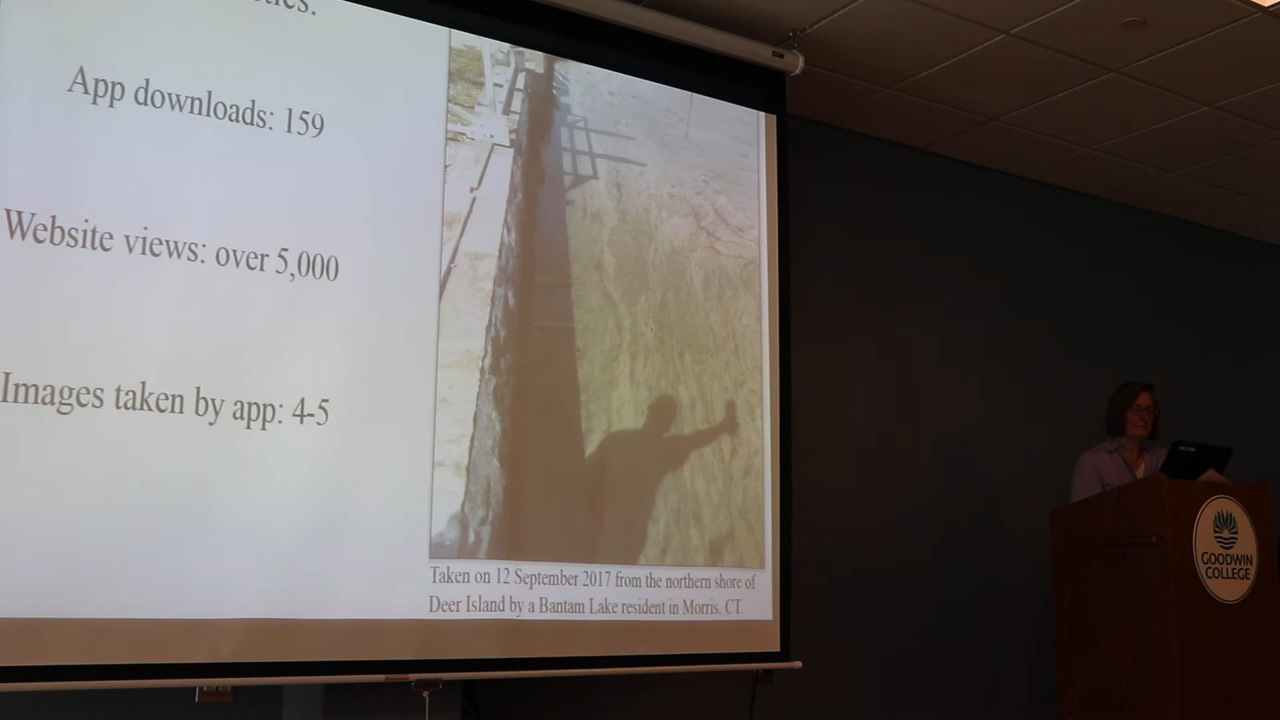 App downloads: 159
Website views: over 5,000
Images taken by app: 4-5
Taken on 12 September 2017 from the northern shore of
Deer Island by a Bantam Lake resident in Morris, CT.
GOODWIN
COLLEGE